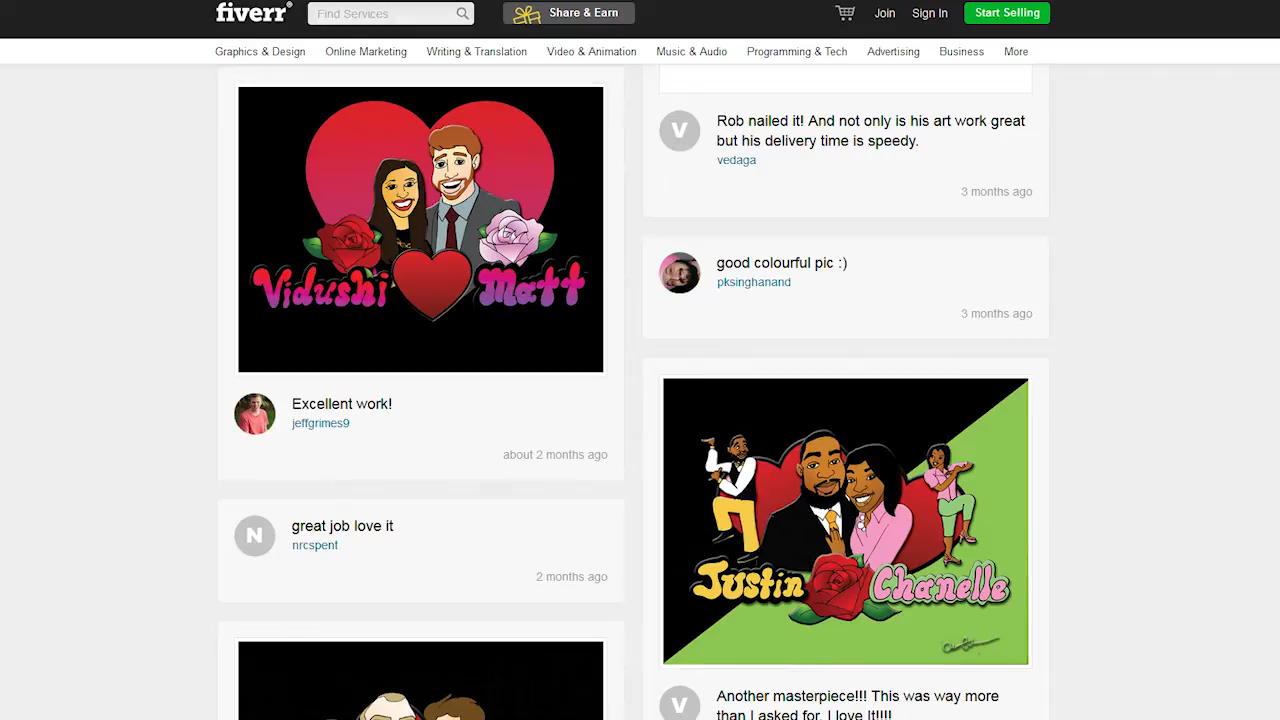 fiverr®
Find Services
Share & Earn
Join
Sign In
Start Selling
Graphics & Design
Online Marketing
Writing & Translation
Video & Animation
Music & Audio
Programming & Tech
Advertising
Business
More
Vidushi Matt
Excellent work!
jeffgrimes9
about 2 months ago
N
great job love it
nrcspent
2 months ago
V
Rob nailed it! And not only is his art work great
but his delivery time is speedy.
vedaga
3 months ago
good colourful pic :)
pksinghanand
3 months ago
Justin Chanelle
V
Another masterpiece!!! This was way more
than I asked for. I love It!!!!